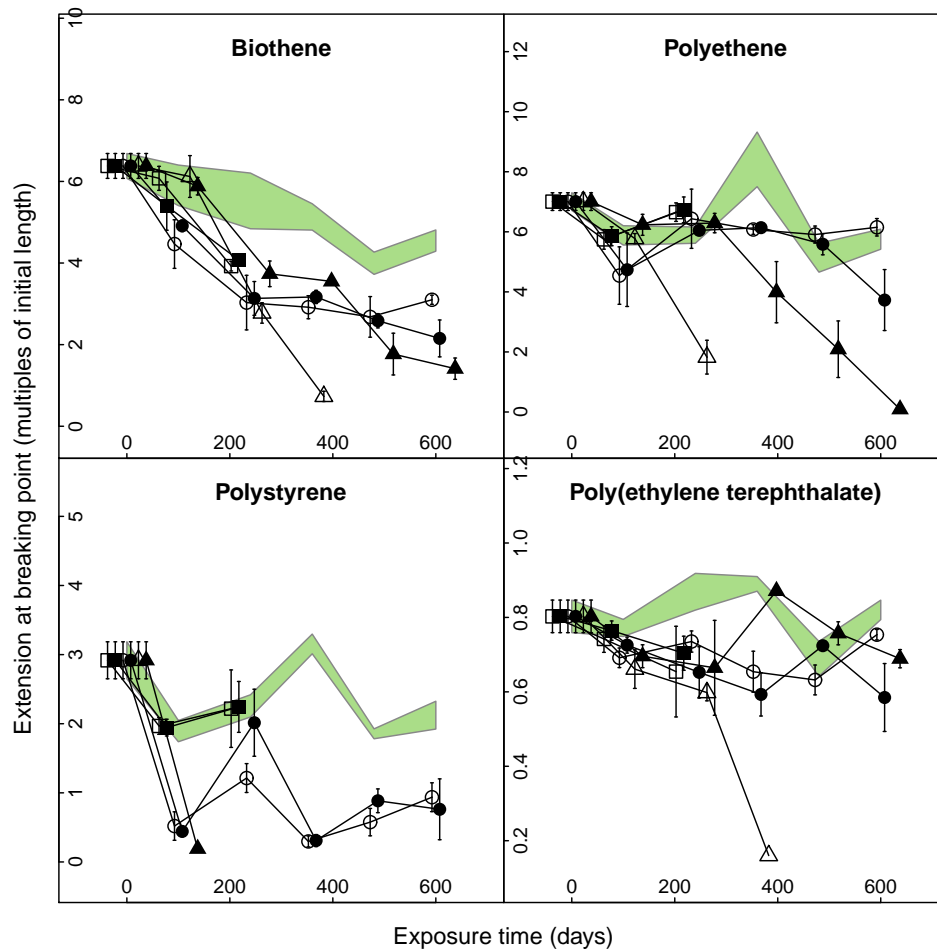 Biothene
Polyethene
10
8
6
4
2
0
12
10
8
6
4
2
0
0 200 400 600
0 200 400 600
Polystyrene
Poly(ethylene terephthalate)
5
4
3
2
1
0
1.2
1.0
0.8
0.6
0.4
0.2
0 200 400 600
0 200 400 600
Extension at breaking point (multiples of initial length)
Exposure time (days)